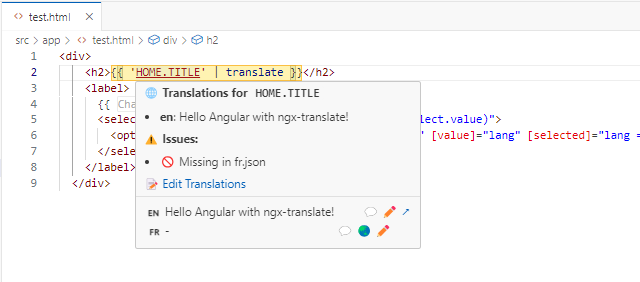 test.html
src > app > test.html > div > h2
1 <div>
2 <h2>{{ 'HOME.TITLE' | translate }}</h2>
3 <label>
4 {{ Cha
5 <selec lect.value)">
6 <opt " [value]="lang" [selected]="lang =
7 </sele
8 </label>
9 </div>
Translations for HOME.TITLE
• en: Hello Angular with ngx-translate!
Issues:
• Missing in fr.json
Edit Translations
EN Hello Angular with ngx-translate!
FR -